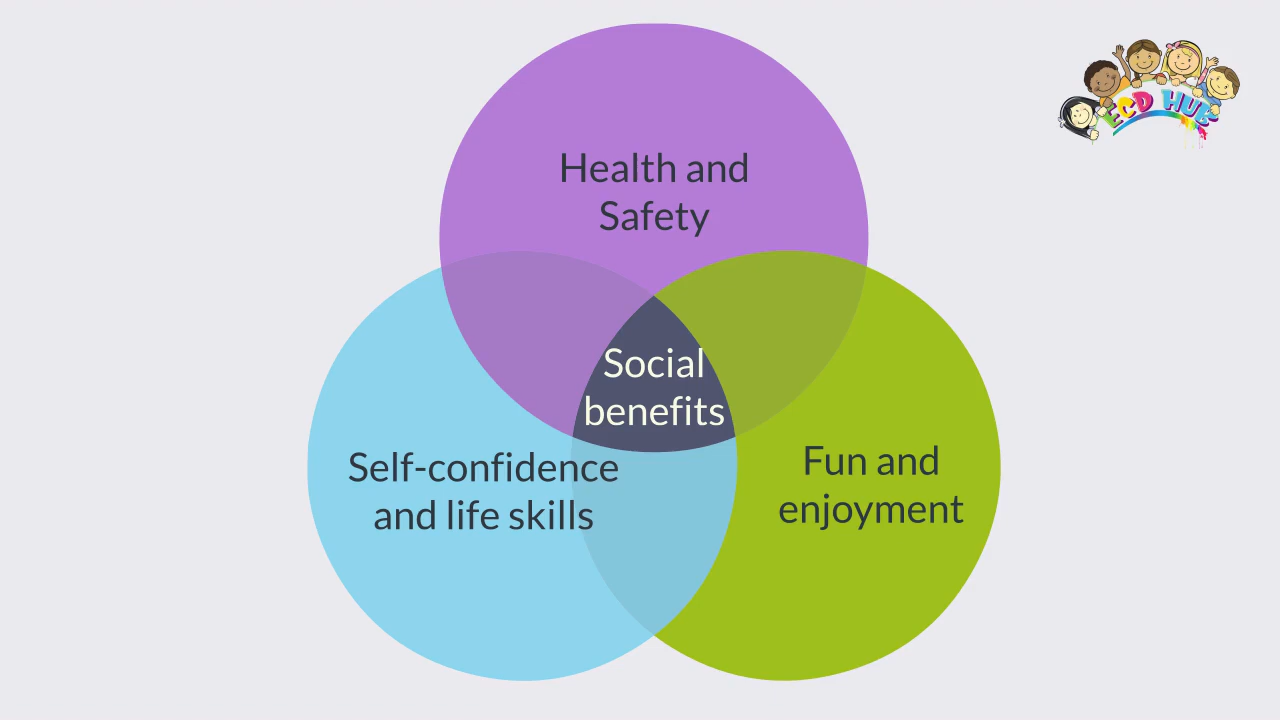 ECD HUB
Health and
Safety
Social
benefits
Self-confidence
and life skills
Fun and
enjoyment